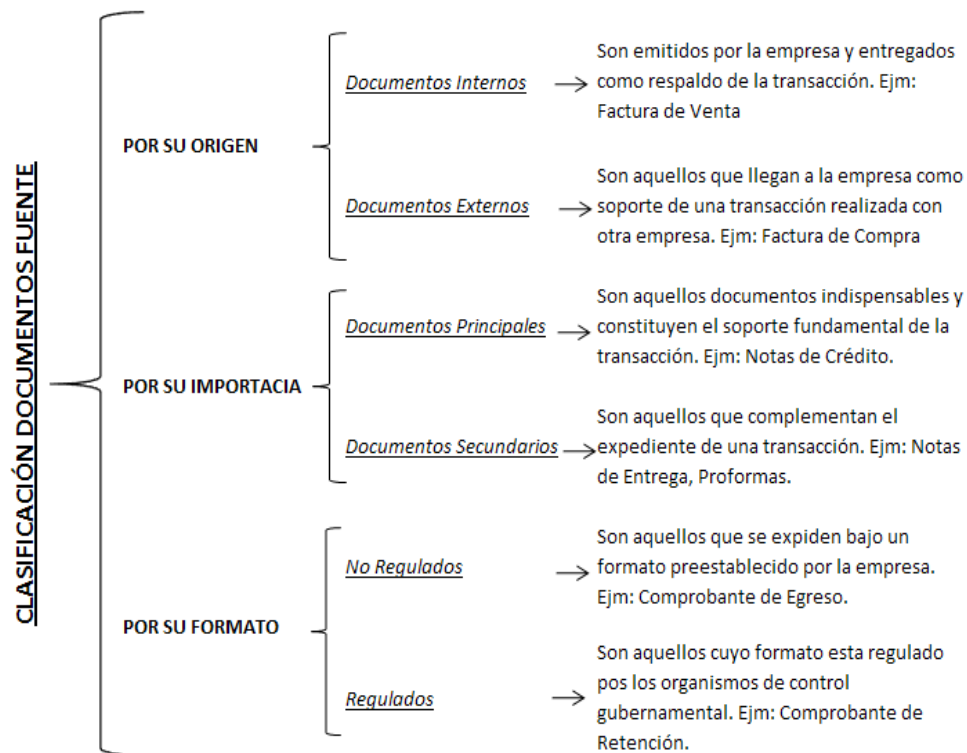 CLASIFICACIÓN DOCUMENTOS FUENTE
POR SU ORIGEN
Documentos Internos
Son emitidos por la empresa y entregados
como respaldo de la transacción. Ejm:
Factura de Venta
Documentos Externos
Son aquellos que llegan a la empresa como
soporte de una transacción realizada con
otra empresa. Ejm: Factura de Compra
POR SU IMPORTACIA
Documentos Principales
Son aquellos documentos indispensables y
constituyen el soporte fundamental de la
transacción. Ejm: Notas de Crédito.
Documentos Secundarios
Son aquellos que complementan el
expediente de una transacción. Ejm: Notas
de Entrega, Proformas.
POR SU FORMATO
No Regulados
Son aquellos que se expiden bajo un
formato preestablecido por la empresa.
Ejm: Comprobante de Egreso.
Regulados
Son aquellos cuyo formato esta regulado
pos los organismos de control
gubernamental. Ejm: Comprobante de
Retención.